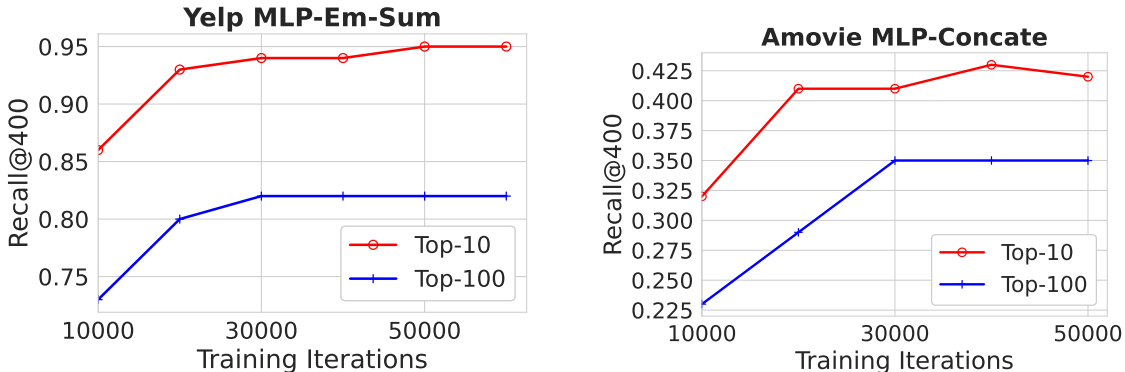 Yelp MLP-Em-Sum
Recall@400
0.95
0.90
0.85
0.80
0.75
Top-10
Top-100
10000 30000 50000
Training Iterations
Amovie MLP-Concate
Recall@400
0.425
0.400
0.375
0.350
0.325
0.300
0.275
0.250
0.225
Top-10
Top-100
10000 30000 50000
Training Iterations